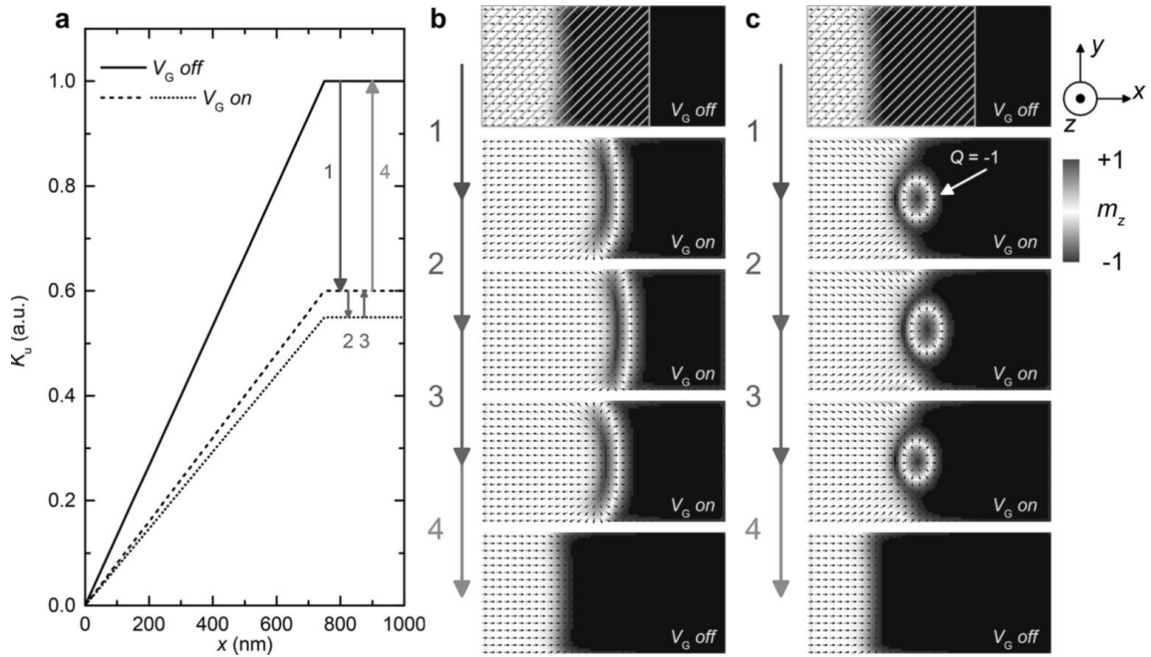 a
V_G off
V_G on
1.0
0.8
0.6
0.4
0.2
0.0
K_u (a.u.)
1
4
2
3
0
200
400
600
800
1000
x (nm)
b
1
2
3
4
V_G off
V_G on
V_G on
V_G on
V_G off
c
1
2
3
4
V_G off
Q = -1
V_G on
V_G on
V_G on
V_G off
y
x
z
+1
m_z
-1